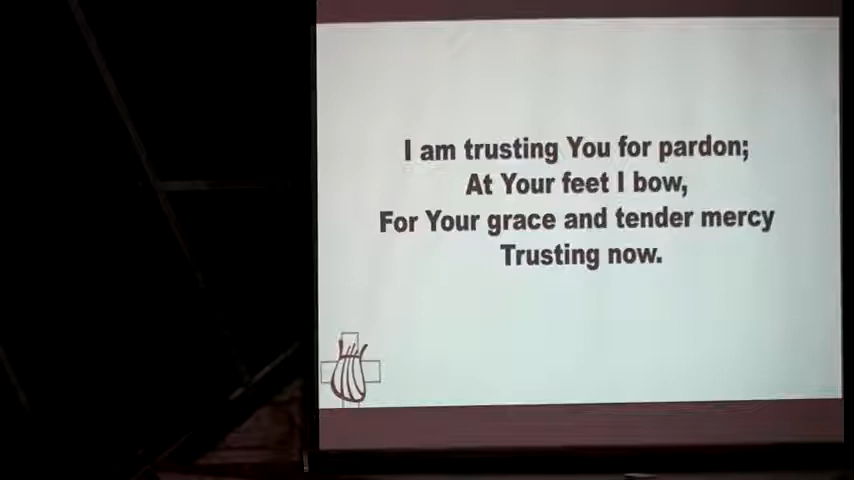 I am trusting You for pardon;
At Your feet I bow,
For Your grace and tender mercy
Trusting now.